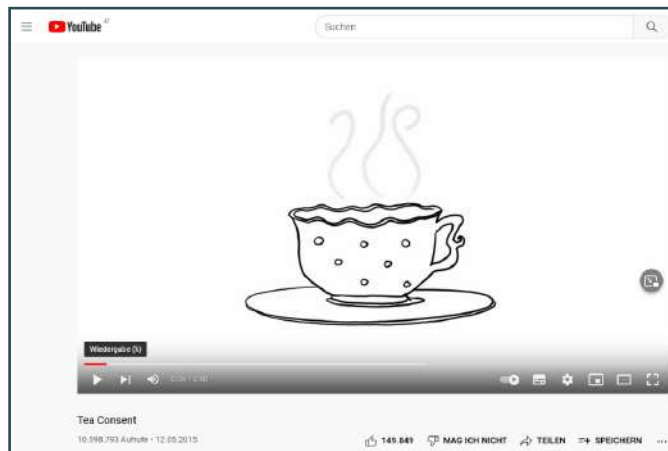 YouTube AT
Suchen
Wiedergabe (k)
Tea Consent
10.598.793 Aufrufe • 12.05.2015
149.849 MAG ICH NICHT TEILEN SPEICHERN ...